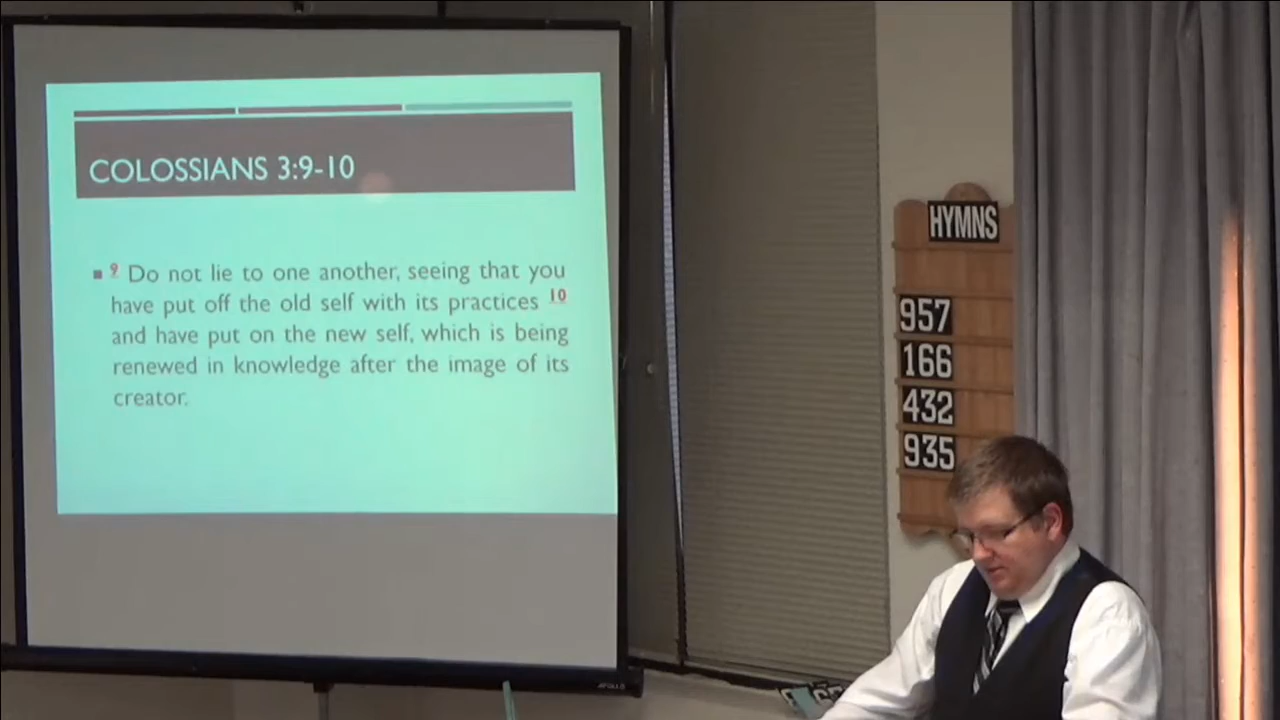 COLOSSIANS 3:9-10
▪ 9 Do not lie to one another, seeing that you
have put off the old self with its practices 10
and have put on the new self, which is being
renewed in knowledge after the image of its
creator.
HYMNS
957
166
432
935
APOLLO